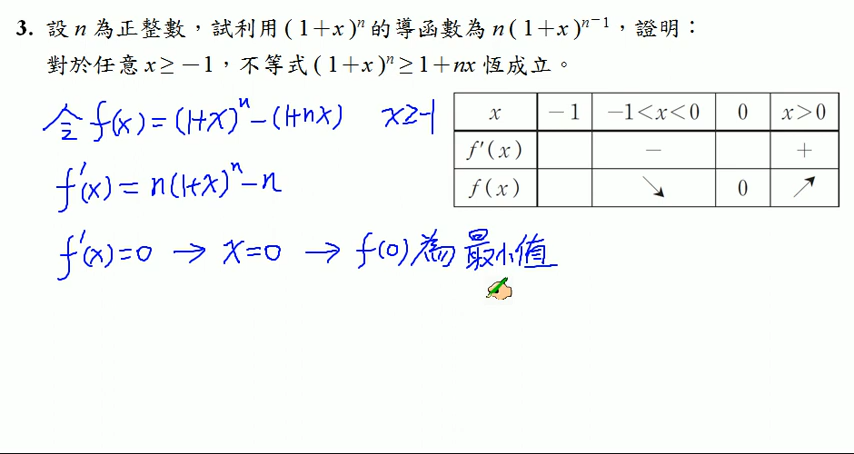 3. 設 n 為正整數，試利用 (1+x)ⁿ 的導函數為 n(1+x)ⁿ⁻¹，證明：
對於任意 x ≥ −1，不等式 (1+x)ⁿ ≥ 1+nx 恆成立。
令 f(x) = (1+x)ⁿ − (1+nx) x≥-1
f'(x) = n(1+x)ⁿ − n
f'(x)=0 → x=0 → f(0)為最小值
x −1 −1<x<0 0 x>0
f'(x) − +
f(x) ↘ 0 ↗